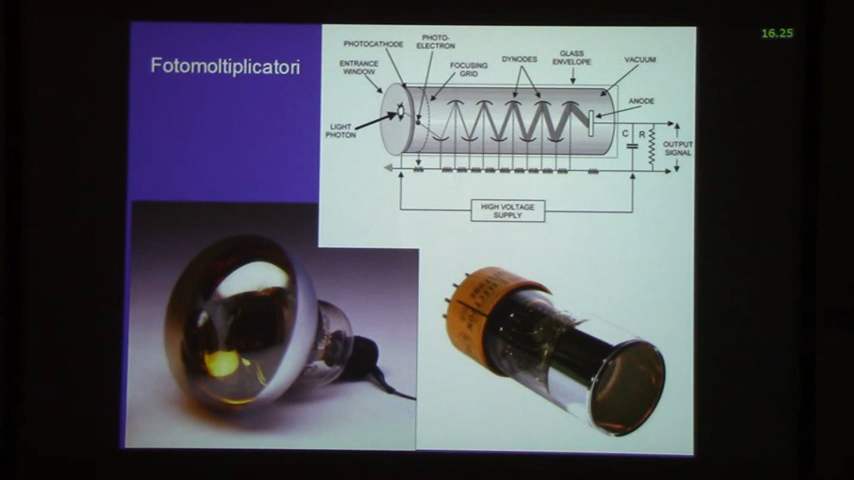 16.25
Fotomoltiplicatori
PHOTOCATHODE
PHOTO-
ELECTRON
ENTRANCE
WINDOW
FOCUSING
GRID
DYNODES
GLASS
ENVELOPE
VACUUM
ANODE
LIGHT
PHOTON
C
R
OUTPUT
SIGNAL
HIGH VOLTAGE
SUPPLY